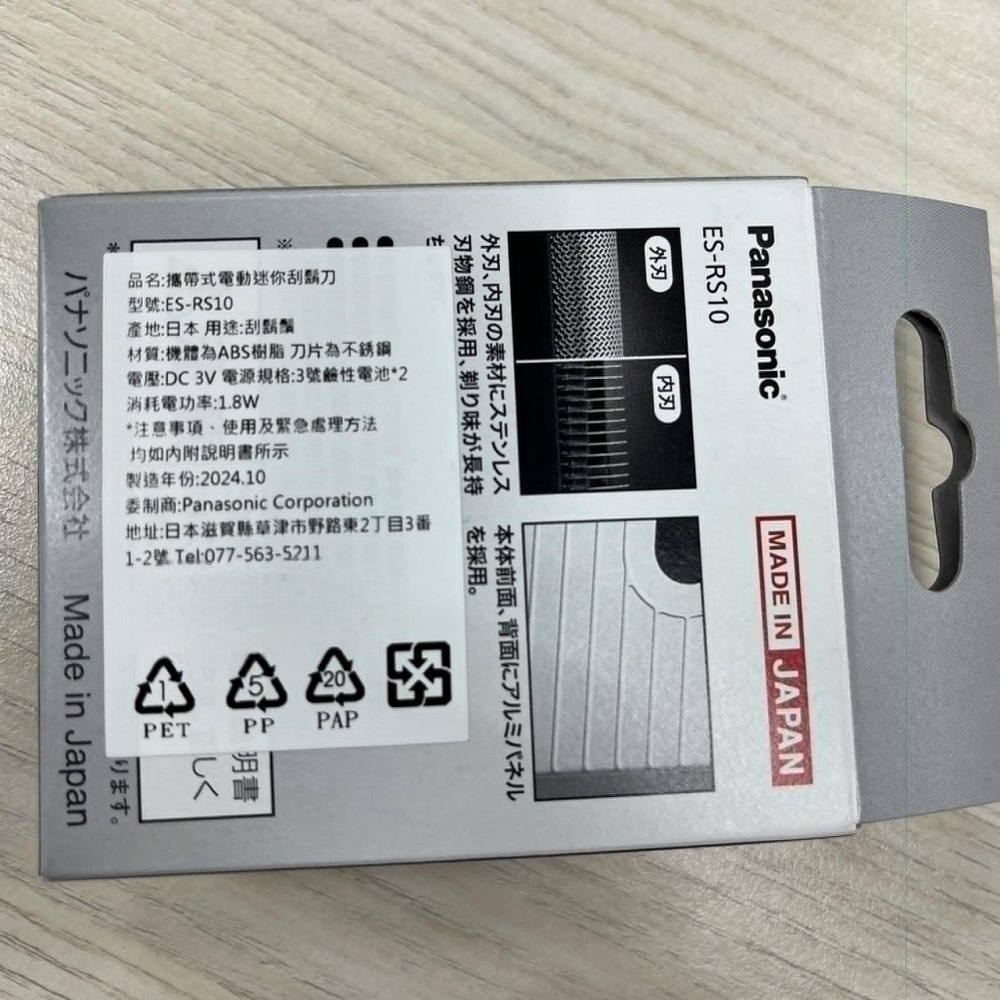 Panasonic
ES-RS10
MADE IN JAPAN
外刃
内刃
外刃、内刃の素材にステンレス
刃物鋼を採用、剃り味が長持
本体前面、背面にアルミパネル
を採用。
品名:攜帶式電動迷你刮鬍刀
型號:ES-RS10
產地:日本 用途:刮鬍鬚
材質:機體為ABS樹脂 刀片為不銹鋼
電壓:DC 3V 電源規格:3號鹼性電池*2
消耗電功率:1.8W
*注意事項、使用及緊急處理方法
均如內附說明書所示
製造年份:2024.10
委制商:Panasonic Corporation
地址:日本滋賀縣草津市野路東2丁目3番
1-2號 Tel:077-563-5211
1
PET
5
PP
20
PAP
明書
しく
ります。
パナソニック株式会社 Made in Japan